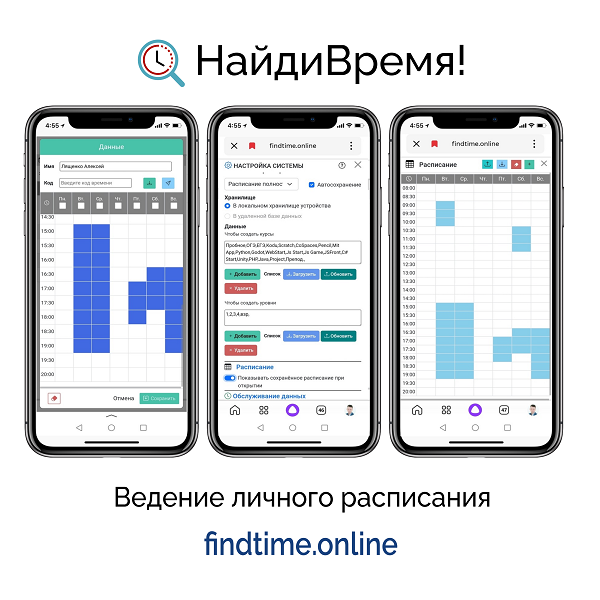 НайдиВремя!
4:55
Данные
Имя Лященко Алексей
Код Введите код времени
Пн. Вт. Ср. Чт. Пт. Сб. Вс.
14:30
15:00
15:30
16:00
16:30
17:00
17:30
18:00
18:30
19:00
19:30
20:00
Отмена Сохранить
4:55
findtime.online
НАСТРОЙКА СИСТЕМЫ
Расписание полнос Автосохранение
Хранилище
В локальном хранилище устройства
В удаленной базе данных
Данные
Чтобы создать курсы
Пробное,ОГЭ,ЕГЭ,Kodu,Scratch,CoSpaces,Pencil,Mit
App,Python,Godot,WebStart,Js Start,Js Game,JSFront,C#
Start,Unity,PHP,Java,Project,Препод.,
+ Добавить Список Загрузить Обновить
× Удалить
Чтобы создать уровни
1,2,3,4,взр,
+ Добавить Список Загрузить Обновить
× Удалить
Расписание
Показывать сохранённое расписание при
открытии
Обслуживание данных
46
4:55
findtime.online
Расписание
Пн. Вт. Ср. Чт. Пт. Сб. Вс.
08:00
09:00
09:30
10:00
10:30
11:00
11:30
12:00
12:30
13:00
13:30
14:00
14:30
15:00
15:30
16:00
16:30
17:00
17:30
18:00
18:30
19:00
19:30
20:00
47
Ведение личного расписания
findtime.online